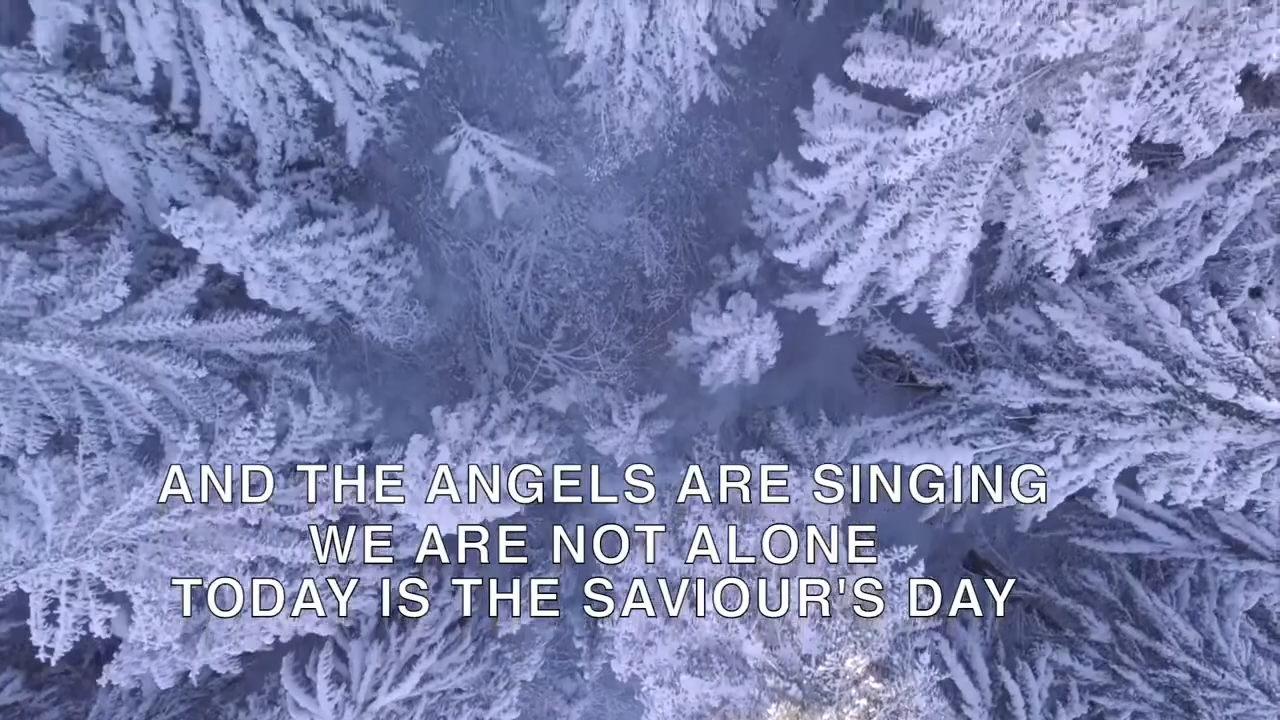 AND THE ANGELS ARE SINGING
WE ARE NOT ALONE
TODAY IS THE SAVIOUR'S DAY